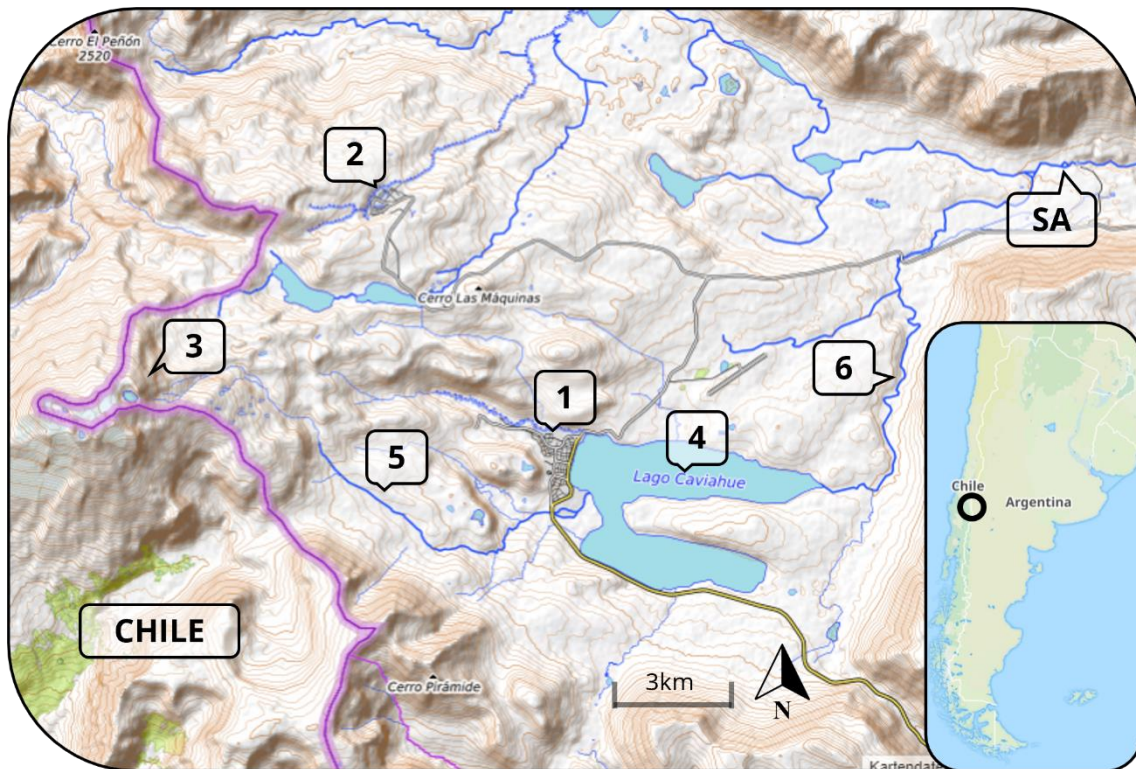 Cerro El Peñón
2520
2
SA
Cerro Las Máquinas
3
6
1
4
5
Lago Caviahue
Chile
Argentina
CHILE
3km
Cerro Pirámide
N
Kartendate